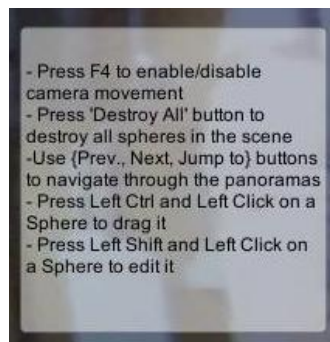 - Press F4 to enable/disable
camera movement
- Press 'Destroy All' button to
destroy all spheres in the scene
-Use {Prev., Next, Jump to} buttons
to navigate through the panoramas
- Press Left Ctrl and Left Click on a
Sphere to drag it
- Press Left Shift and Left Click on
a Sphere to edit it